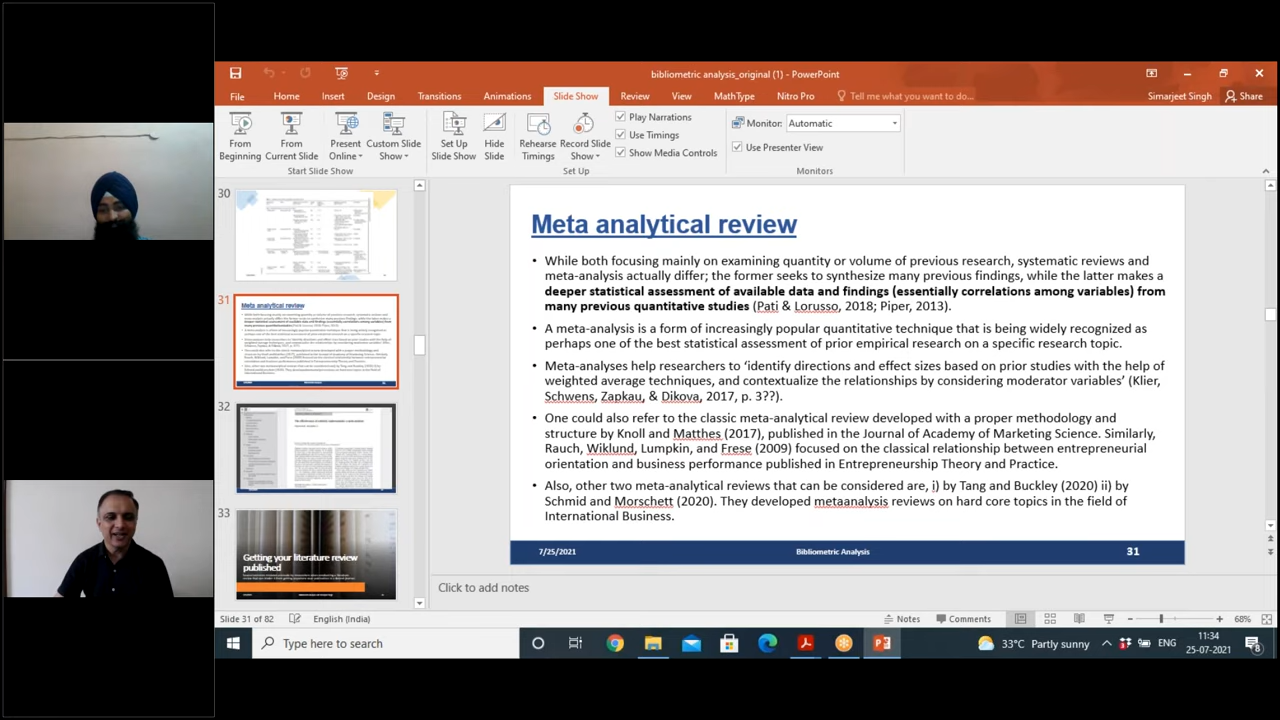 bibliometric analysis_original (1) - PowerPoint
File Home Insert Design Transitions Animations Slide Show Review View MathType Nitro Pro Tell me what you want to do... Simarjeet Singh Share
From Beginning
From Current Slide
Present Online
Custom Slide Show
Set Up Slide Show
Hide Slide
Rehearse Timings
Record Slide Show
Play Narrations
Use Timings
Show Media Controls
Monitor: Automatic
Use Presenter View
Start Slide Show Set Up Monitors
30
31
Meta analytical review
32
33
Getting your literature review
published
Meta analytical review
• While both focusing mainly on examining quantity or volume of previous research, systematic reviews and
meta-analysis actually differ; the former seeks to synthesize many previous findings, while the latter makes a
deeper statistical assessment of available data and findings (essentially correlations among variables) from
many previous quantitative studies (Pati & Lorusso, 2018; Piper, 2013).
• A meta-analysis is a form of increasingly popular quantitative technique that is being widely recognized as
perhaps one of the best forms of assessment of prior empirical research in a specific research topic.
• Meta-analyses help researchers to 'identify directions and effect sizes based on prior studies with the help of
weighted average techniques, and contextualize the relationships by considering moderator variables' (Klier,
Schwens, Zapkau, & Dikova, 2017, p. 3??).
• One could also refer to this classic meta-analytical review developed with a proper methodology and
structure by Knoll and Matthes (2017), published in the Journal of Academy of Marketing Science. Similarly,
Rauch, Wiklund, Lumpkin and Frese (2009) focused on the classical relationship between entrepreneurial
orientation and business performance published in Entrepreneurship Theory and Practice.
• Also, other two meta-analytical reviews that can be considered are, i) by Tang and Buckley (2020) ii) by
Schmid and Morschett (2020). They developed metaanalysis reviews on hard core topics in the field of
International Business.
7/25/2021 Bibliometric Analysis 31
Click to add notes
Slide 31 of 82 English (India) Notes Comments 68%
Type here to search
33°C Partly sunny ENG
11:34
25-07-2021
8